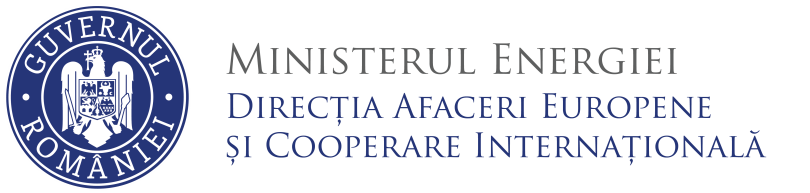 GUVERNUL
ROMÂNIEI
MINISTERUL ENERGIEI
DIRECȚIA AFACERI EUROPENE
ȘI COOPERARE INTERNAȚIONALĂ